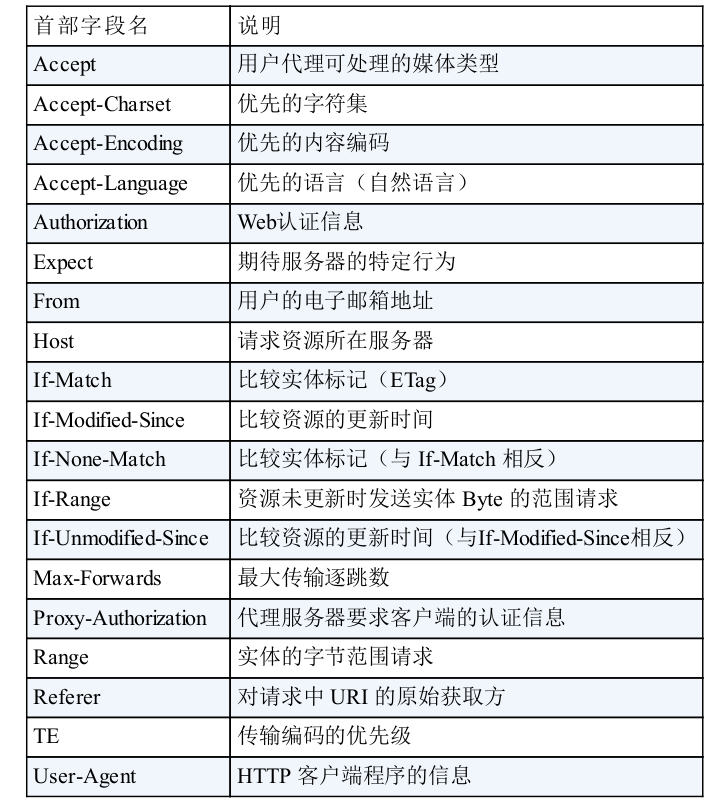 首部字段名 说明
Accept 用户代理可处理的媒体类型
Accept-Charset 优先的字符集
Accept-Encoding 优先的内容编码
Accept-Language 优先的语言（自然语言）
Authorization Web认证信息
Expect 期待服务器的特定行为
From 用户的电子邮箱地址
Host 请求资源所在服务器
If-Match 比较实体标记（ETag）
If-Modified-Since 比较资源的更新时间
If-None-Match 比较实体标记（与 If-Match 相反）
If-Range 资源未更新时发送实体 Byte 的范围请求
If-Unmodified-Since 比较资源的更新时间（与If-Modified-Since相反）
Max-Forwards 最大传输逐跳数
Proxy-Authorization 代理服务器要求客户端的认证信息
Range 实体的字节范围请求
Referer 对请求中 URI 的原始获取方
TE 传输编码的优先级
User-Agent HTTP 客户端程序的信息